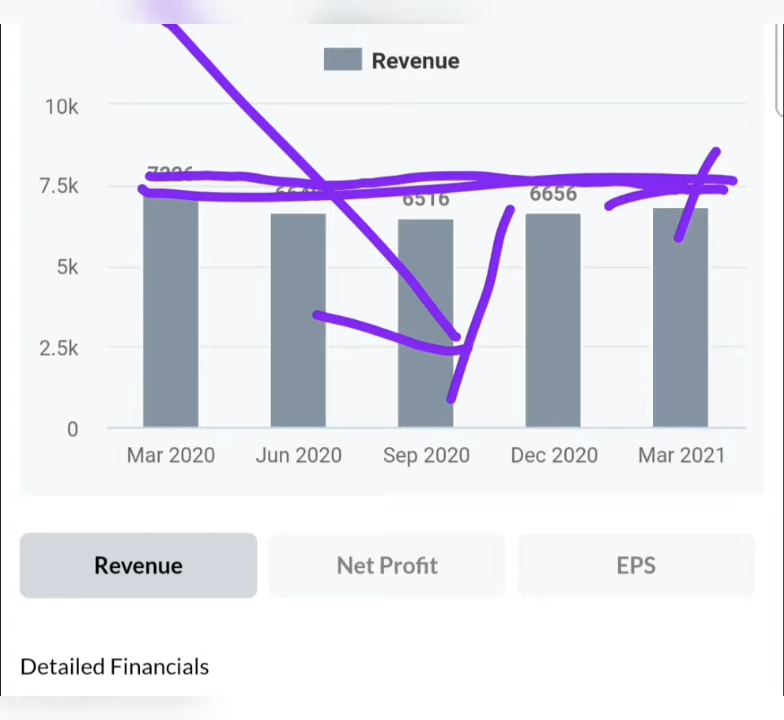 Revenue
10k
7.5k
6516
6656
5k
2.5k
0
Mar 2020 Jun 2020 Sep 2020 Dec 2020 Mar 2021
Revenue Net Profit EPS
Detailed Financials